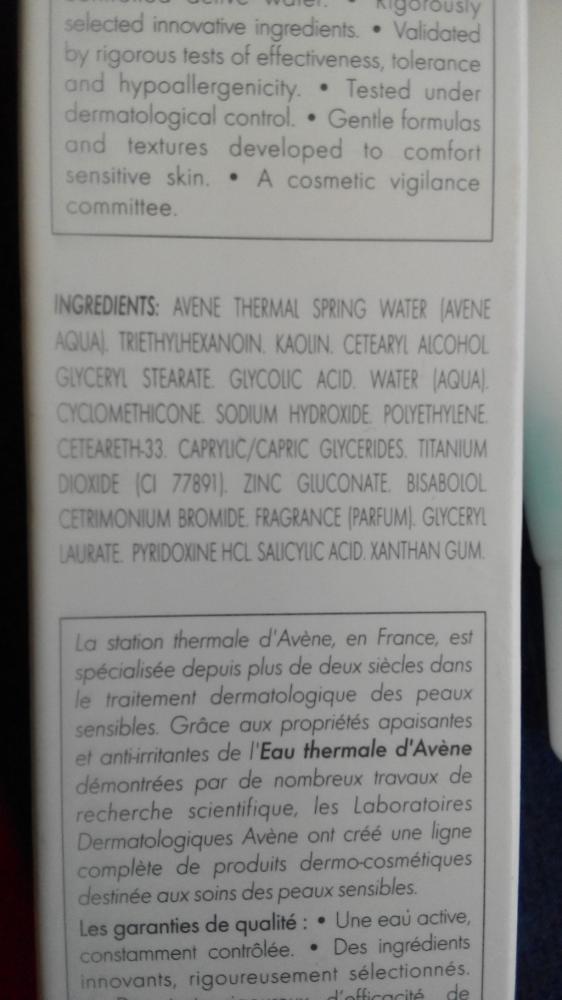 active water. • Rigorously
selected innovative ingredients. • Validated
by rigorous tests of effectiveness, tolerance
and hypoallergenicity. • Tested under
dermatological control. • Gentle formulas
and textures developed to comfort
sensitive skin. • A cosmetic vigilance
committee.
INGREDIENTS: AVENE THERMAL SPRING WATER (AVENE
AQUA). TRIETHYLHEXANOIN. KAOLIN. CETEARYL ALCOHOL
GLYCERYL STEARATE. GLYCOLIC ACID. WATER (AQUA).
CYCLOMETHICONE. SODIUM HYDROXIDE. POLYETHYLENE.
CETEARETH-33. CAPRYLIC/CAPRIC GLYCERIDES. TITANIUM
DIOXIDE (CI 77891). ZINC GLUCONATE. BISABOLOL
CETRIMONIUM BROMIDE. FRAGRANCE (PARFUM). GLYCERYL
LAURATE. PYRIDOXINE HCL. SALICYLIC ACID. XANTHAN GUM.
La station thermale d'Avène, en France, est
spécialisée depuis plus de deux siècles dans
le traitement dermatologique des peaux
sensibles. Grâce aux propriétés apaisantes
et anti-irritantes de l'Eau thermale d'Avène
démontrées par de nombreux travaux de
recherche scientifique, les Laboratoires
Dermatologiques Avène ont créé une ligne
complète de produits dermo-cosmétiques
destinée aux soins des peaux sensibles.
Les garanties de qualité : • Une eau active,
constamment contrôlée. • Des ingrédients
innovants, rigoureusement sélectionnés.
d'efficacité, de